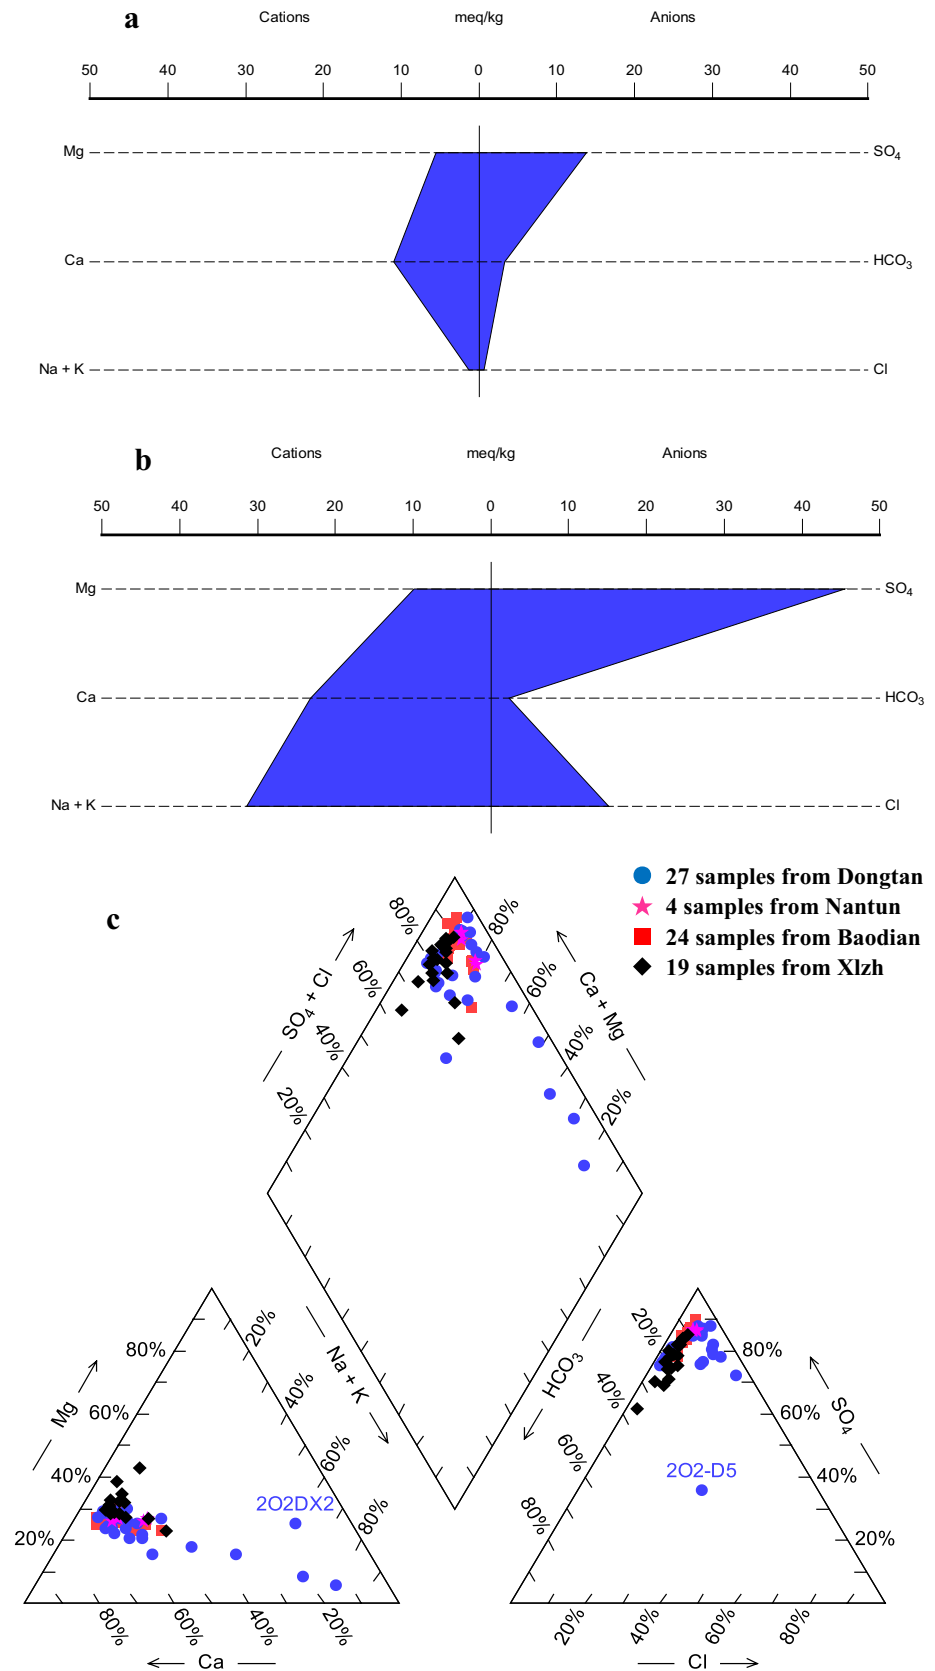 a
Cations meq/kg Anions
50 40 30 20 10 0 10 20 30 40 50
Mg SO4
Ca HCO3
Na + K Cl
b
Cations meq/kg Anions
50 40 30 20 10 0 10 20 30 40 50
Mg SO4
Ca HCO3
Na + K Cl
c
27 samples from Dongtan
4 samples from Nantun
24 samples from Baodian
19 samples from Xlzh
80% 80%
60% 60%
40% 40%
20% 20%
SO4 + Cl
Ca + Mg
Na + K
HCO3
20%
40%
60%
80%
80%
60%
40%
20%
Mg
2O2DX2
80% 60% 40% 20%
Ca
20%
40%
60%
80%
80%
60%
40%
20%
SO4
2O2-D5
20% 40% 60% 80%
Cl